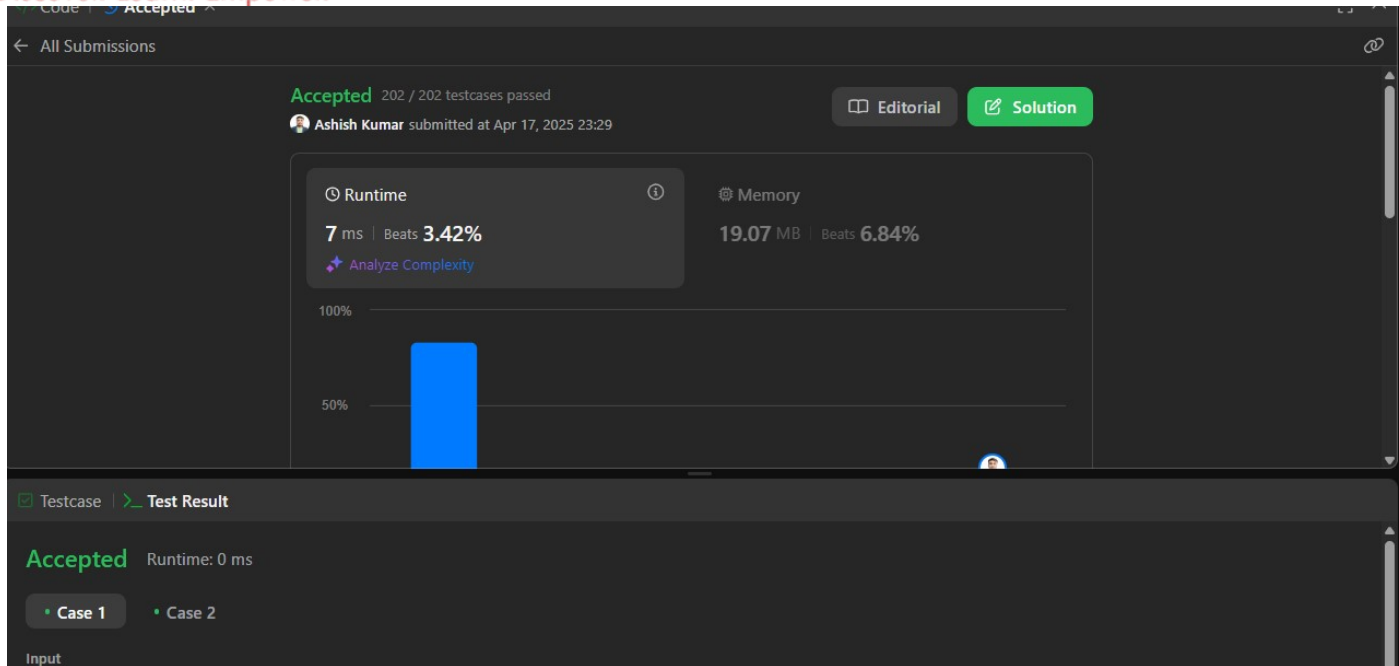 Code | Accepted ×
← All Submissions
Accepted 202 / 202 testcases passed
Editorial
Solution
Ashish Kumar submitted at Apr 17, 2025 23:29
Runtime
7 ms | Beats 3.42%
Analyze Complexity
Memory
19.07 MB | Beats 6.84%
100%
50%
Testcase | >_ Test Result
Accepted Runtime: 0 ms
• Case 1 • Case 2
Input